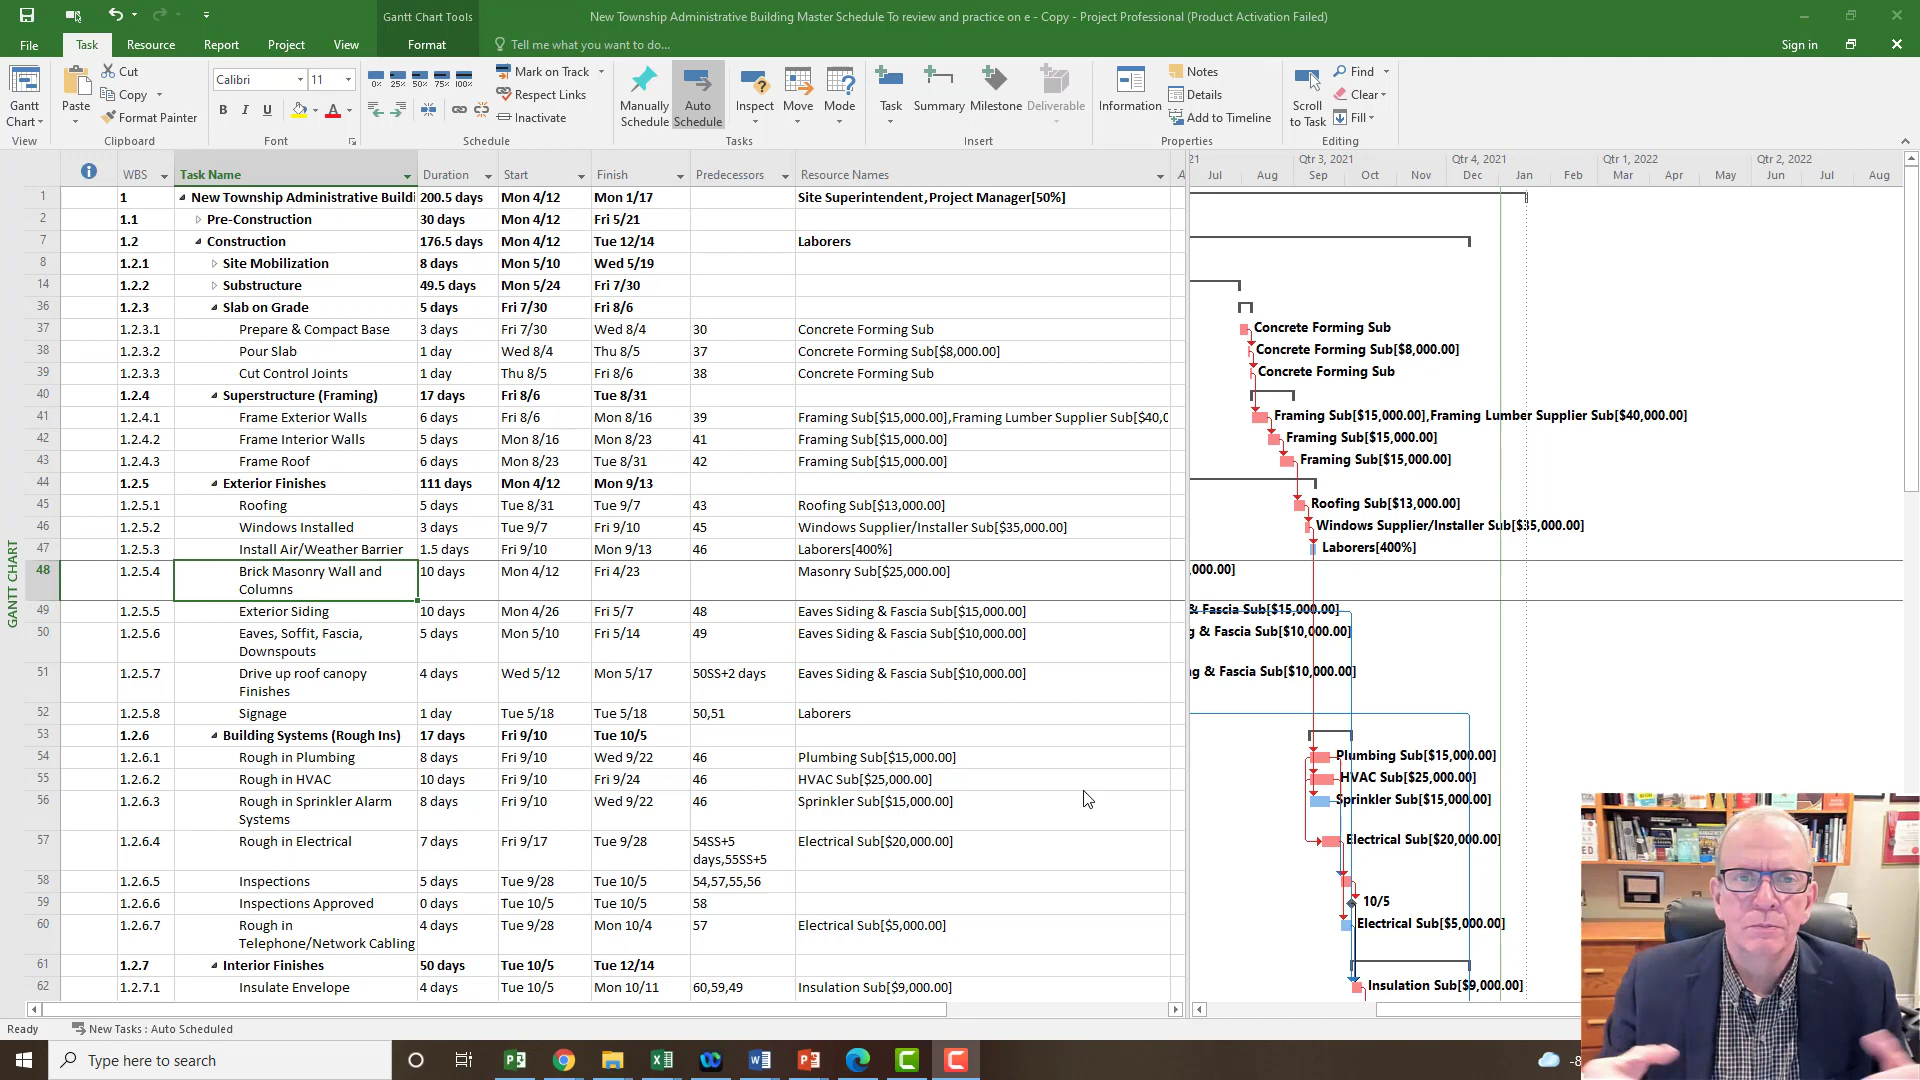 Gantt Chart Tools
New Township Administrative Building Master Schedule To review and practice on e - Copy - Project Professional (Product Activation Failed)
File Task Resource Report Project View Format Tell me what you want to do... Sign in
Gantt Chart
View
Paste
Cut
Copy
Format Painter
Clipboard
Calibri 11
B I U A
Font
0% 25% 50% 75% 100%
Mark on Track
Respect Links
Inactivate
Schedule
Manually Schedule
Auto Schedule
Inspect
Move
Mode
Tasks
Task
Summary
Milestone
Deliverable
Insert
Information
Notes
Details
Add to Timeline
Properties
Scroll to Task
Find
Clear
Fill
Editing
WBS Task Name Duration Start Finish Predecessors Resource Names A
21 Qtr 3, 2021 Qtr 4, 2021 Qtr 1, 2022 Qtr 2, 2022
Jul Aug Sep Oct Nov Dec Jan Feb Mar Apr May Jun Jul Aug
1 1 New Township Administrative Buildi 200.5 days Mon 4/12 Mon 1/17 Site Superintendent,Project Manager[50%]
2 1.1 Pre-Construction 30 days Mon 4/12 Fri 5/21
7 1.2 Construction 176.5 days Mon 4/12 Tue 12/14 Laborers
8 1.2.1 Site Mobilization 8 days Mon 5/10 Wed 5/19
14 1.2.2 Substructure 49.5 days Mon 5/24 Fri 7/30
36 1.2.3 Slab on Grade 5 days Fri 7/30 Fri 8/6
37 1.2.3.1 Prepare & Compact Base 3 days Fri 7/30 Wed 8/4 30 Concrete Forming Sub Concrete Forming Sub
38 1.2.3.2 Pour Slab 1 day Wed 8/4 Thu 8/5 37 Concrete Forming Sub[$8,000.00] Concrete Forming Sub[$8,000.00]
39 1.2.3.3 Cut Control Joints 1 day Thu 8/5 Fri 8/6 38 Concrete Forming Sub Concrete Forming Sub
40 1.2.4 Superstructure (Framing) 17 days Fri 8/6 Tue 8/31
41 1.2.4.1 Frame Exterior Walls 6 days Fri 8/6 Mon 8/16 39 Framing Sub[$15,000.00],Framing Lumber Supplier Sub[$40,0 Framing Sub[$15,000.00],Framing Lumber Supplier Sub[$40,000.00]
42 1.2.4.2 Frame Interior Walls 5 days Mon 8/16 Mon 8/23 41 Framing Sub[$15,000.00] Framing Sub[$15,000.00]
43 1.2.4.3 Frame Roof 6 days Mon 8/23 Tue 8/31 42 Framing Sub[$15,000.00] Framing Sub[$15,000.00]
44 1.2.5 Exterior Finishes 111 days Mon 4/12 Mon 9/13
45 1.2.5.1 Roofing 5 days Tue 8/31 Tue 9/7 43 Roofing Sub[$13,000.00] Roofing Sub[$13,000.00]
46 1.2.5.2 Windows Installed 3 days Tue 9/7 Fri 9/10 45 Windows Supplier/Installer Sub[$35,000.00] Windows Supplier/Installer Sub[$35,000.00]
47 1.2.5.3 Install Air/Weather Barrier 1.5 days Fri 9/10 Mon 9/13 46 Laborers[400%] Laborers[400%]
48 1.2.5.4 Brick Masonry Wall and 10 days Mon 4/12 Fri 4/23 Masonry Sub[$25,000.00] ,000.00]
Columns
49 1.2.5.5 Exterior Siding 10 days Mon 4/26 Fri 5/7 48 Eaves Siding & Fascia Sub[$15,000.00] & Fascia Sub[$15,000.00]
50 1.2.5.6 Eaves, Soffit, Fascia, 5 days Mon 5/10 Fri 5/14 49 Eaves Siding & Fascia Sub[$10,000.00] g & Fascia Sub[$10,000.00]
Downspouts
51 1.2.5.7 Drive up roof canopy 4 days Wed 5/12 Mon 5/17 50SS+2 days Eaves Siding & Fascia Sub[$10,000.00] g & Fascia Sub[$10,000.00]
Finishes
52 1.2.5.8 Signage 1 day Tue 5/18 Tue 5/18 50,51 Laborers
53 1.2.6 Building Systems (Rough Ins) 17 days Fri 9/10 Tue 10/5
54 1.2.6.1 Rough in Plumbing 8 days Fri 9/10 Wed 9/22 46 Plumbing Sub[$15,000.00] Plumbing Sub[$15,000.00]
55 1.2.6.2 Rough in HVAC 10 days Fri 9/10 Fri 9/24 46 HVAC Sub[$25,000.00] HVAC Sub[$25,000.00]
56 1.2.6.3 Rough in Sprinkler Alarm 8 days Fri 9/10 Wed 9/22 46 Sprinkler Sub[$15,000.00] Sprinkler Sub[$15,000.00]
Systems
57 1.2.6.4 Rough in Electrical 7 days Fri 9/17 Tue 9/28 54SS+5 Electrical Sub[$20,000.00] Electrical Sub[$20,000.00]
days,55SS+5
58 1.2.6.5 Inspections 5 days Tue 9/28 Tue 10/5 54,57,55,56
59 1.2.6.6 Inspections Approved 0 days Tue 10/5 Tue 10/5 58 10/5
60 1.2.6.7 Rough in 4 days Tue 9/28 Mon 10/4 57 Electrical Sub[$5,000.00] Electrical Sub[$5,000.00]
Telephone/Network Cabling
61 1.2.7 Interior Finishes 50 days Tue 10/5 Tue 12/14
62 1.2.7.1 Insulate Envelope 4 days Tue 10/5 Mon 10/11 60,59,49 Insulation Sub[$9,000.00] Insulation Sub[$9,000.00]
GANTT CHART
Ready New Tasks : Auto Scheduled
Type here to search
-8